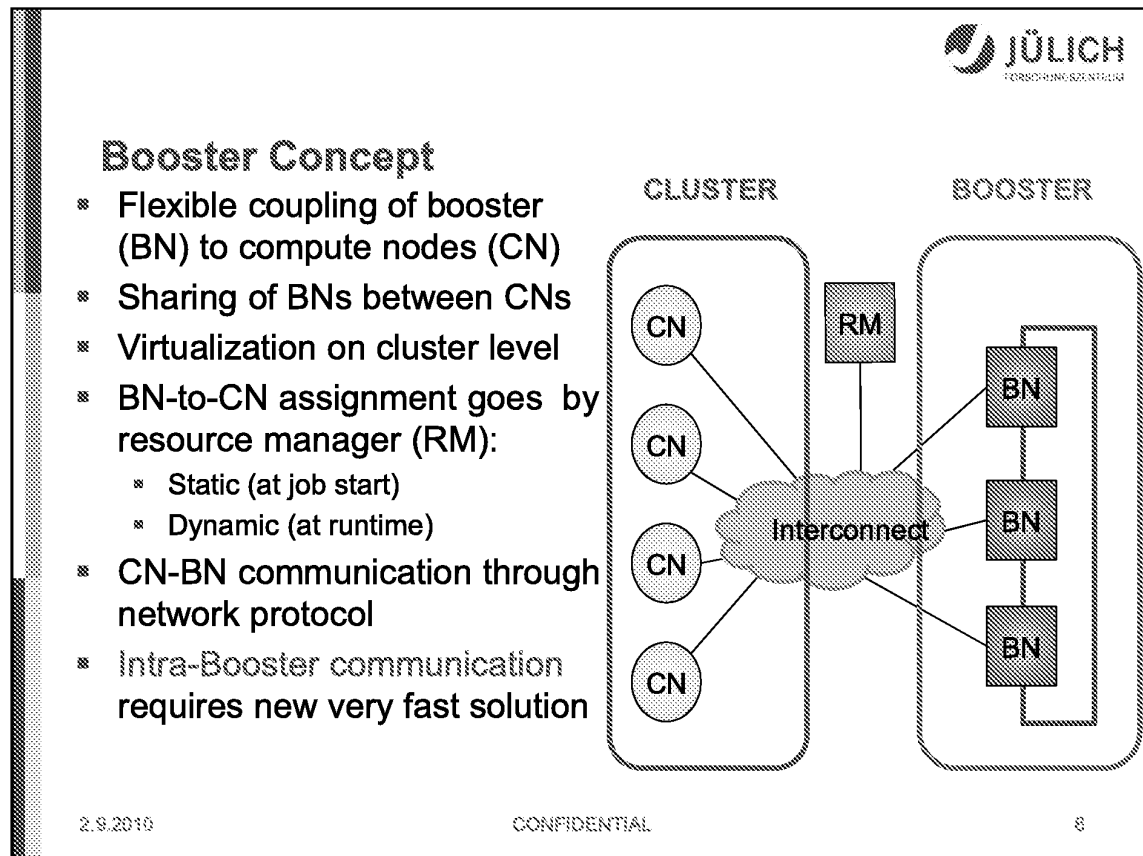 JÜLICH
FORSCHUNGSZENTRUM
Booster Concept
Flexible coupling of booster
(BN) to compute nodes (CN)
Sharing of BNs between CNs
Virtualization on cluster level
BN-to-CN assignment goes by
resource manager (RM):
Static (at job start)
Dynamic (at runtime)
CN-BN communication through
network protocol
Intra-Booster communication
requires new very fast solution
CLUSTER
BOOSTER
CN
RM
BN
CN
Interconnect
BN
CN
BN
CN
2.9.2010
CONFIDENTIAL
6